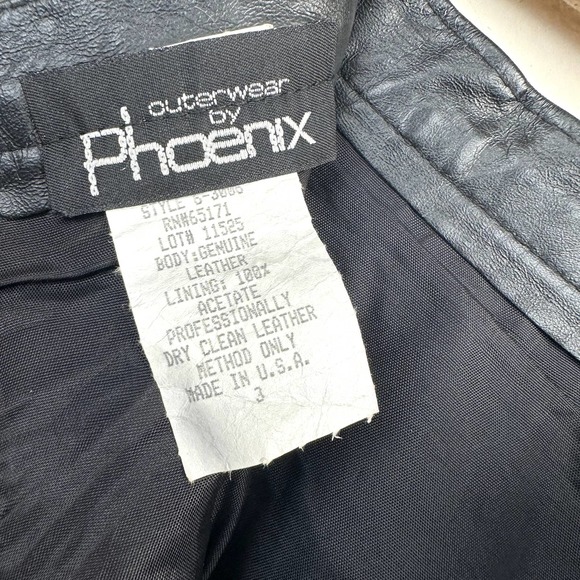 outerwear
by
Phoenix
STYLE
RN#65171
LOT# 11525
BODY:GENUINE
LEATHER
LINING: 100%
ACETATE
PROFESSIONALLY
DRY CLEAN LEATHER
METHOD ONLY
MADE IN U.S.A.
3